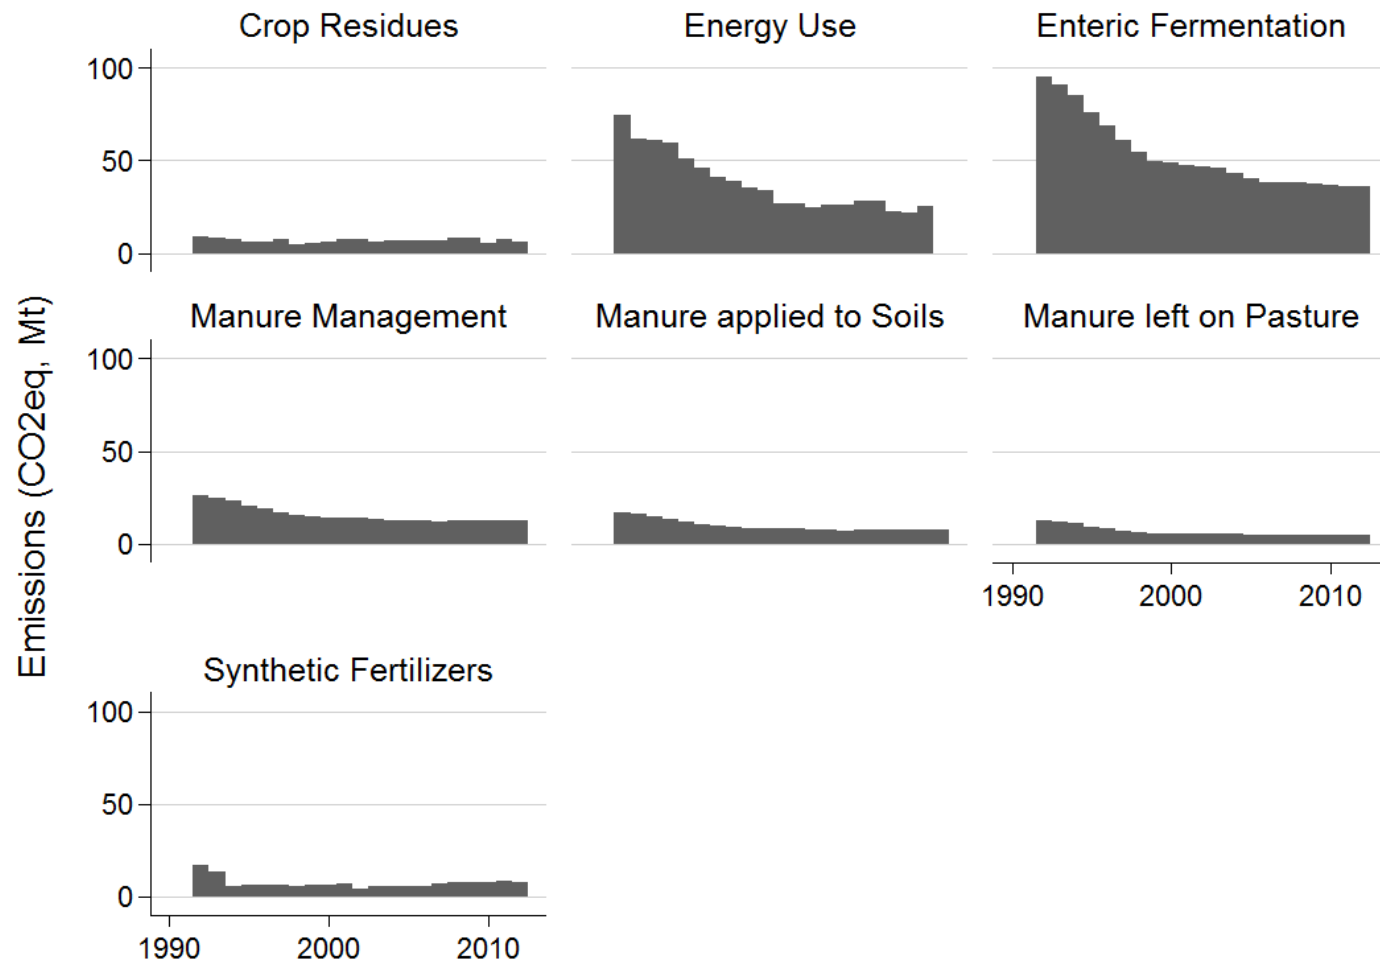 Crop Residues
Energy Use
Enteric Fermentation
100
50
0
Emissions (CO2eq, Mt)
Manure Management
Manure applied to Soils
Manure left on Pasture
100
50
0
1990 2000 2010
Synthetic Fertilizers
100
50
0
1990 2000 2010